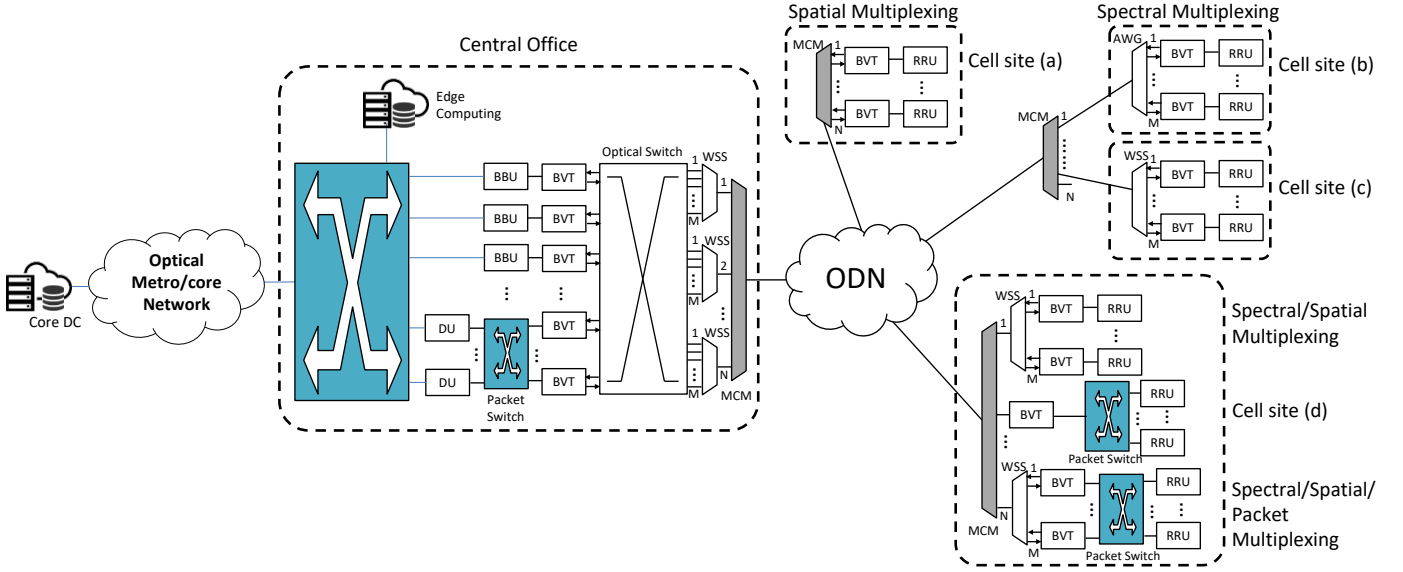 Core DC
Optical
Metro/core
Network
Central Office
Edge
Computing
BBU
BVT
BBU
BVT
BBU
BVT
DU
BVT
DU
BVT
Packet
Switch
Optical Switch
1
WSS
M
1
1
WSS
M
2
1
WSS
M
N
MCM
ODN
Spatial Multiplexing
MCM
1
BVT
RRU
BVT
RRU
N
Cell site (a)
Spectral Multiplexing
MCM
1
N
AWG
1
BVT
RRU
BVT
RRU
M
Cell site (b)
WSS
1
BVT
RRU
BVT
RRU
M
Cell site (c)
WSS
1
1
BVT
RRU
BVT
RRU
M
Spectral/Spatial
Multiplexing
BVT
RRU
RRU
Packet Switch
Cell site (d)
WSS
1
BVT
RRU
BVT
RRU
N
M
MCM
Packet Switch
Spectral/Spatial/
Packet
Multiplexing